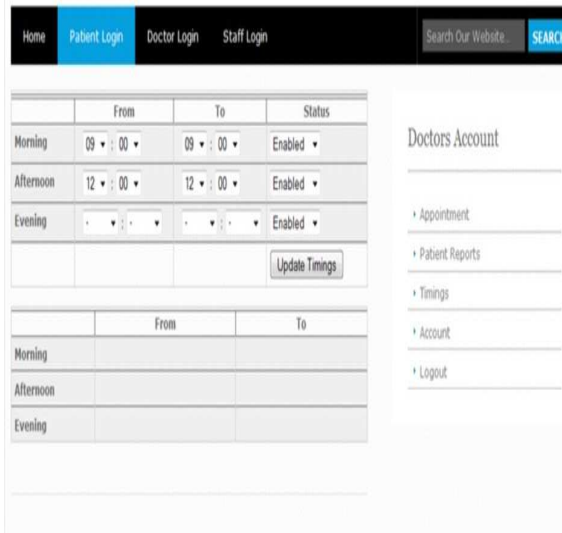 Home Patient Login Doctor Login Staff Login Search Our Website... SEARCH
From To Status
Morning 09 : 00 09 : 00 Enabled
Afternoon 12 : 00 12 : 00 Enabled
Evening - : - - : - Enabled
Update Timings
From To
Morning
Afternoon
Evening
Doctors Account
Appointment
Patient Reports
Timings
Account
Logout